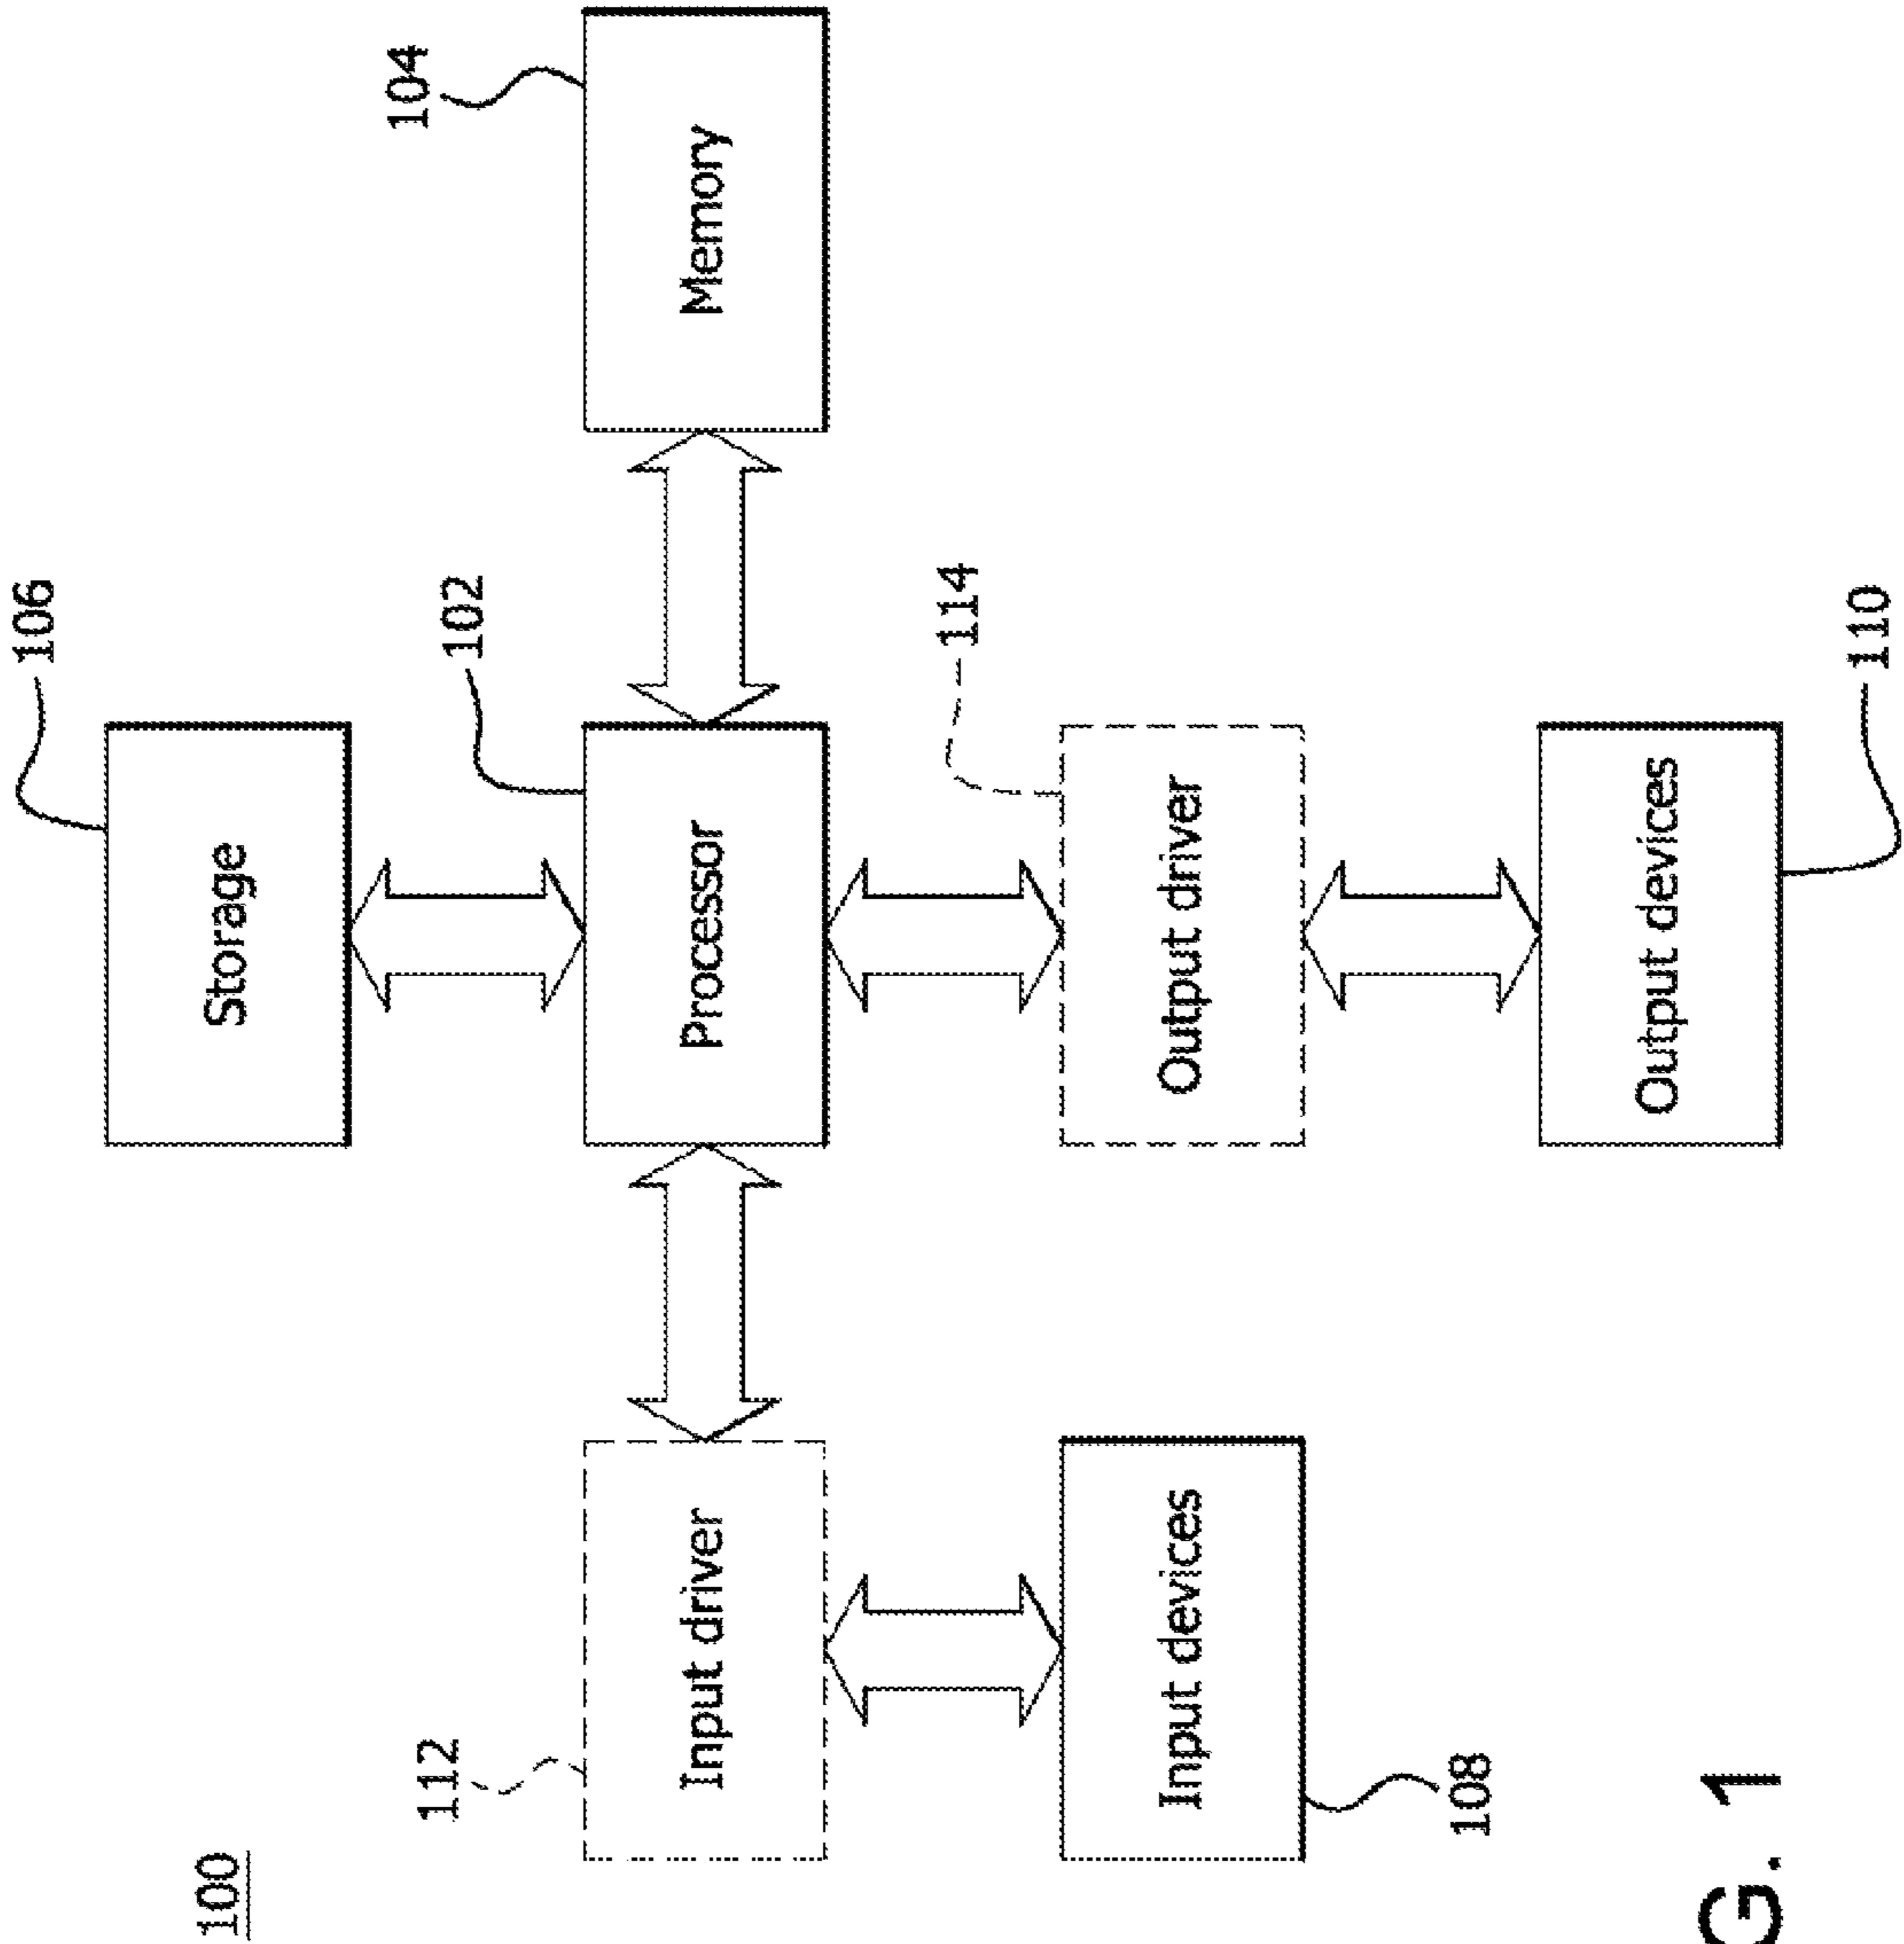 106
100
Storage
104
112
102
Input driver
Processor
Memory
114
Input devices
Output driver
108
Output devices
G. 1
110